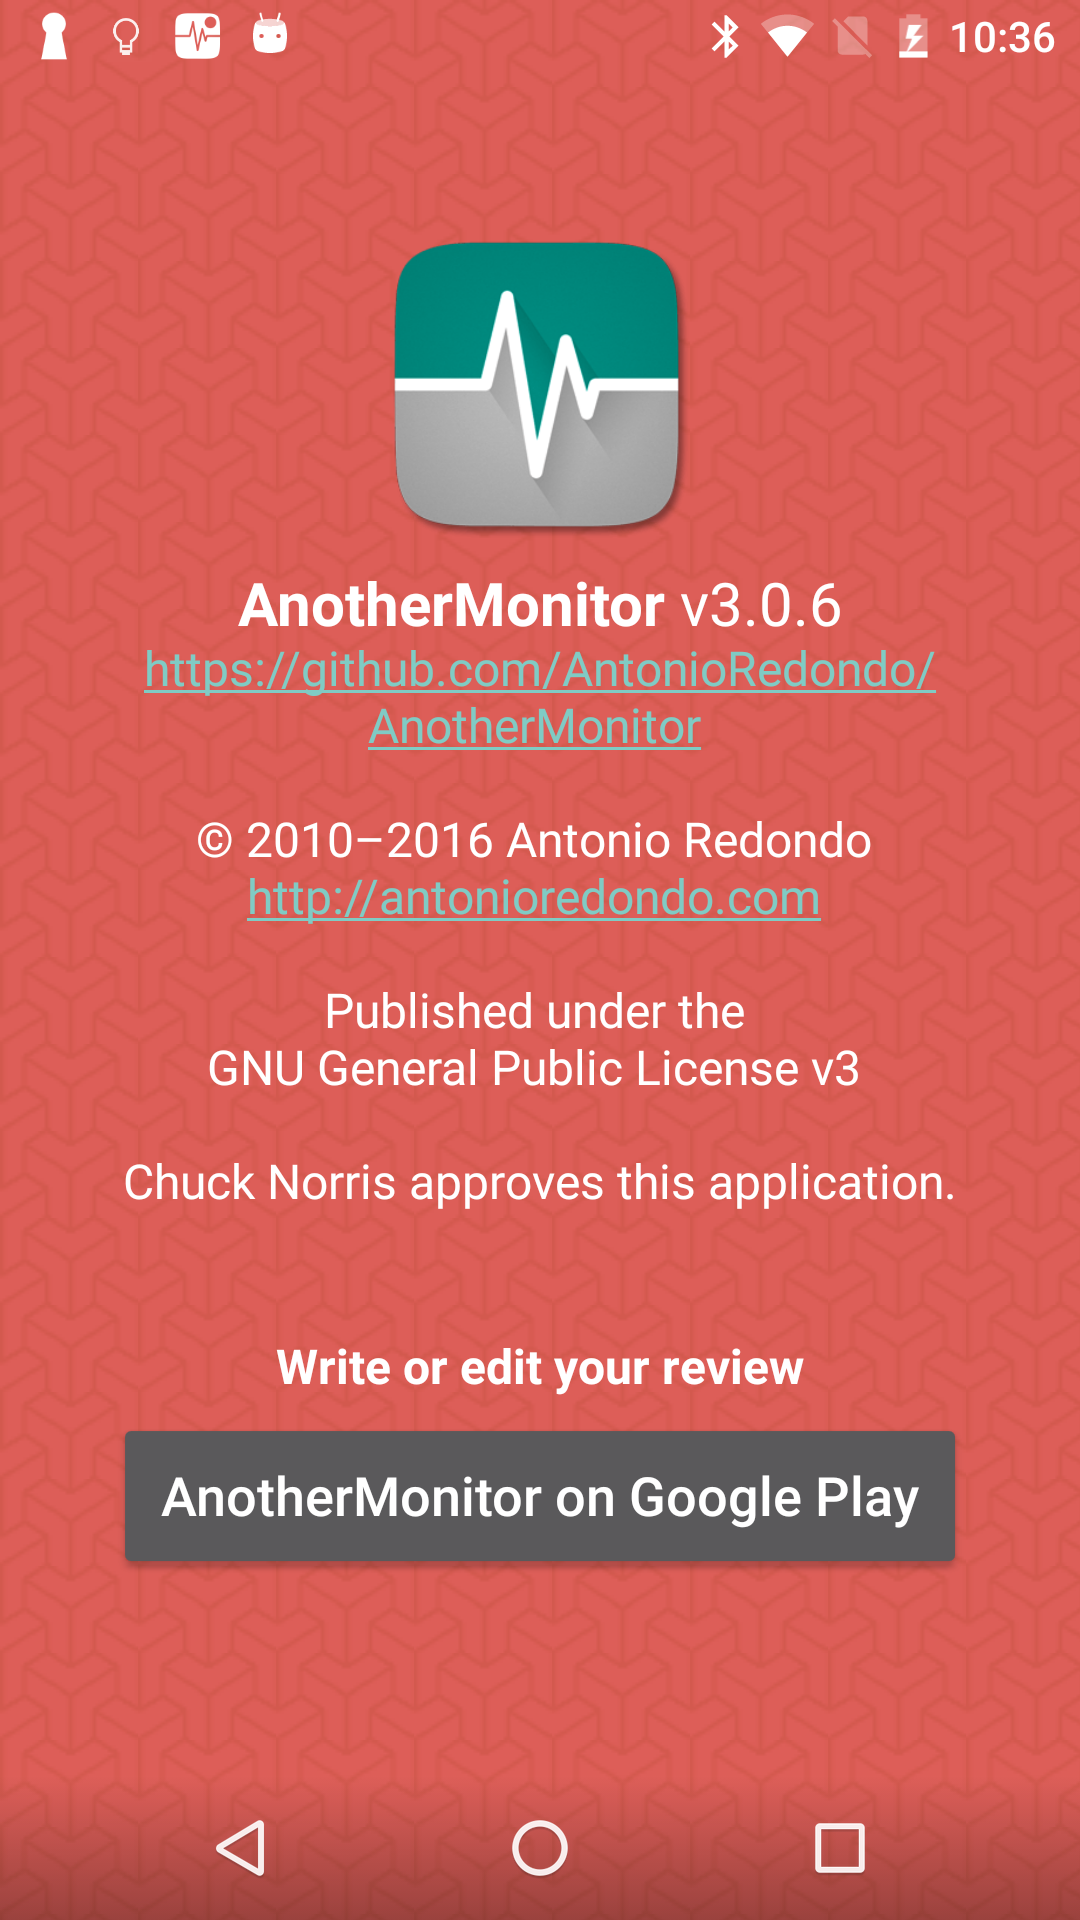 10:36
AnotherMonitor v3.0.6
https://github.com/AntonioRedondo/
AnotherMonitor
© 2010–2016 Antonio Redondo
http://antonioredondo.com
Published under the
GNU General Public License v3
Chuck Norris approves this application.
Write or edit your review
AnotherMonitor on Google Play